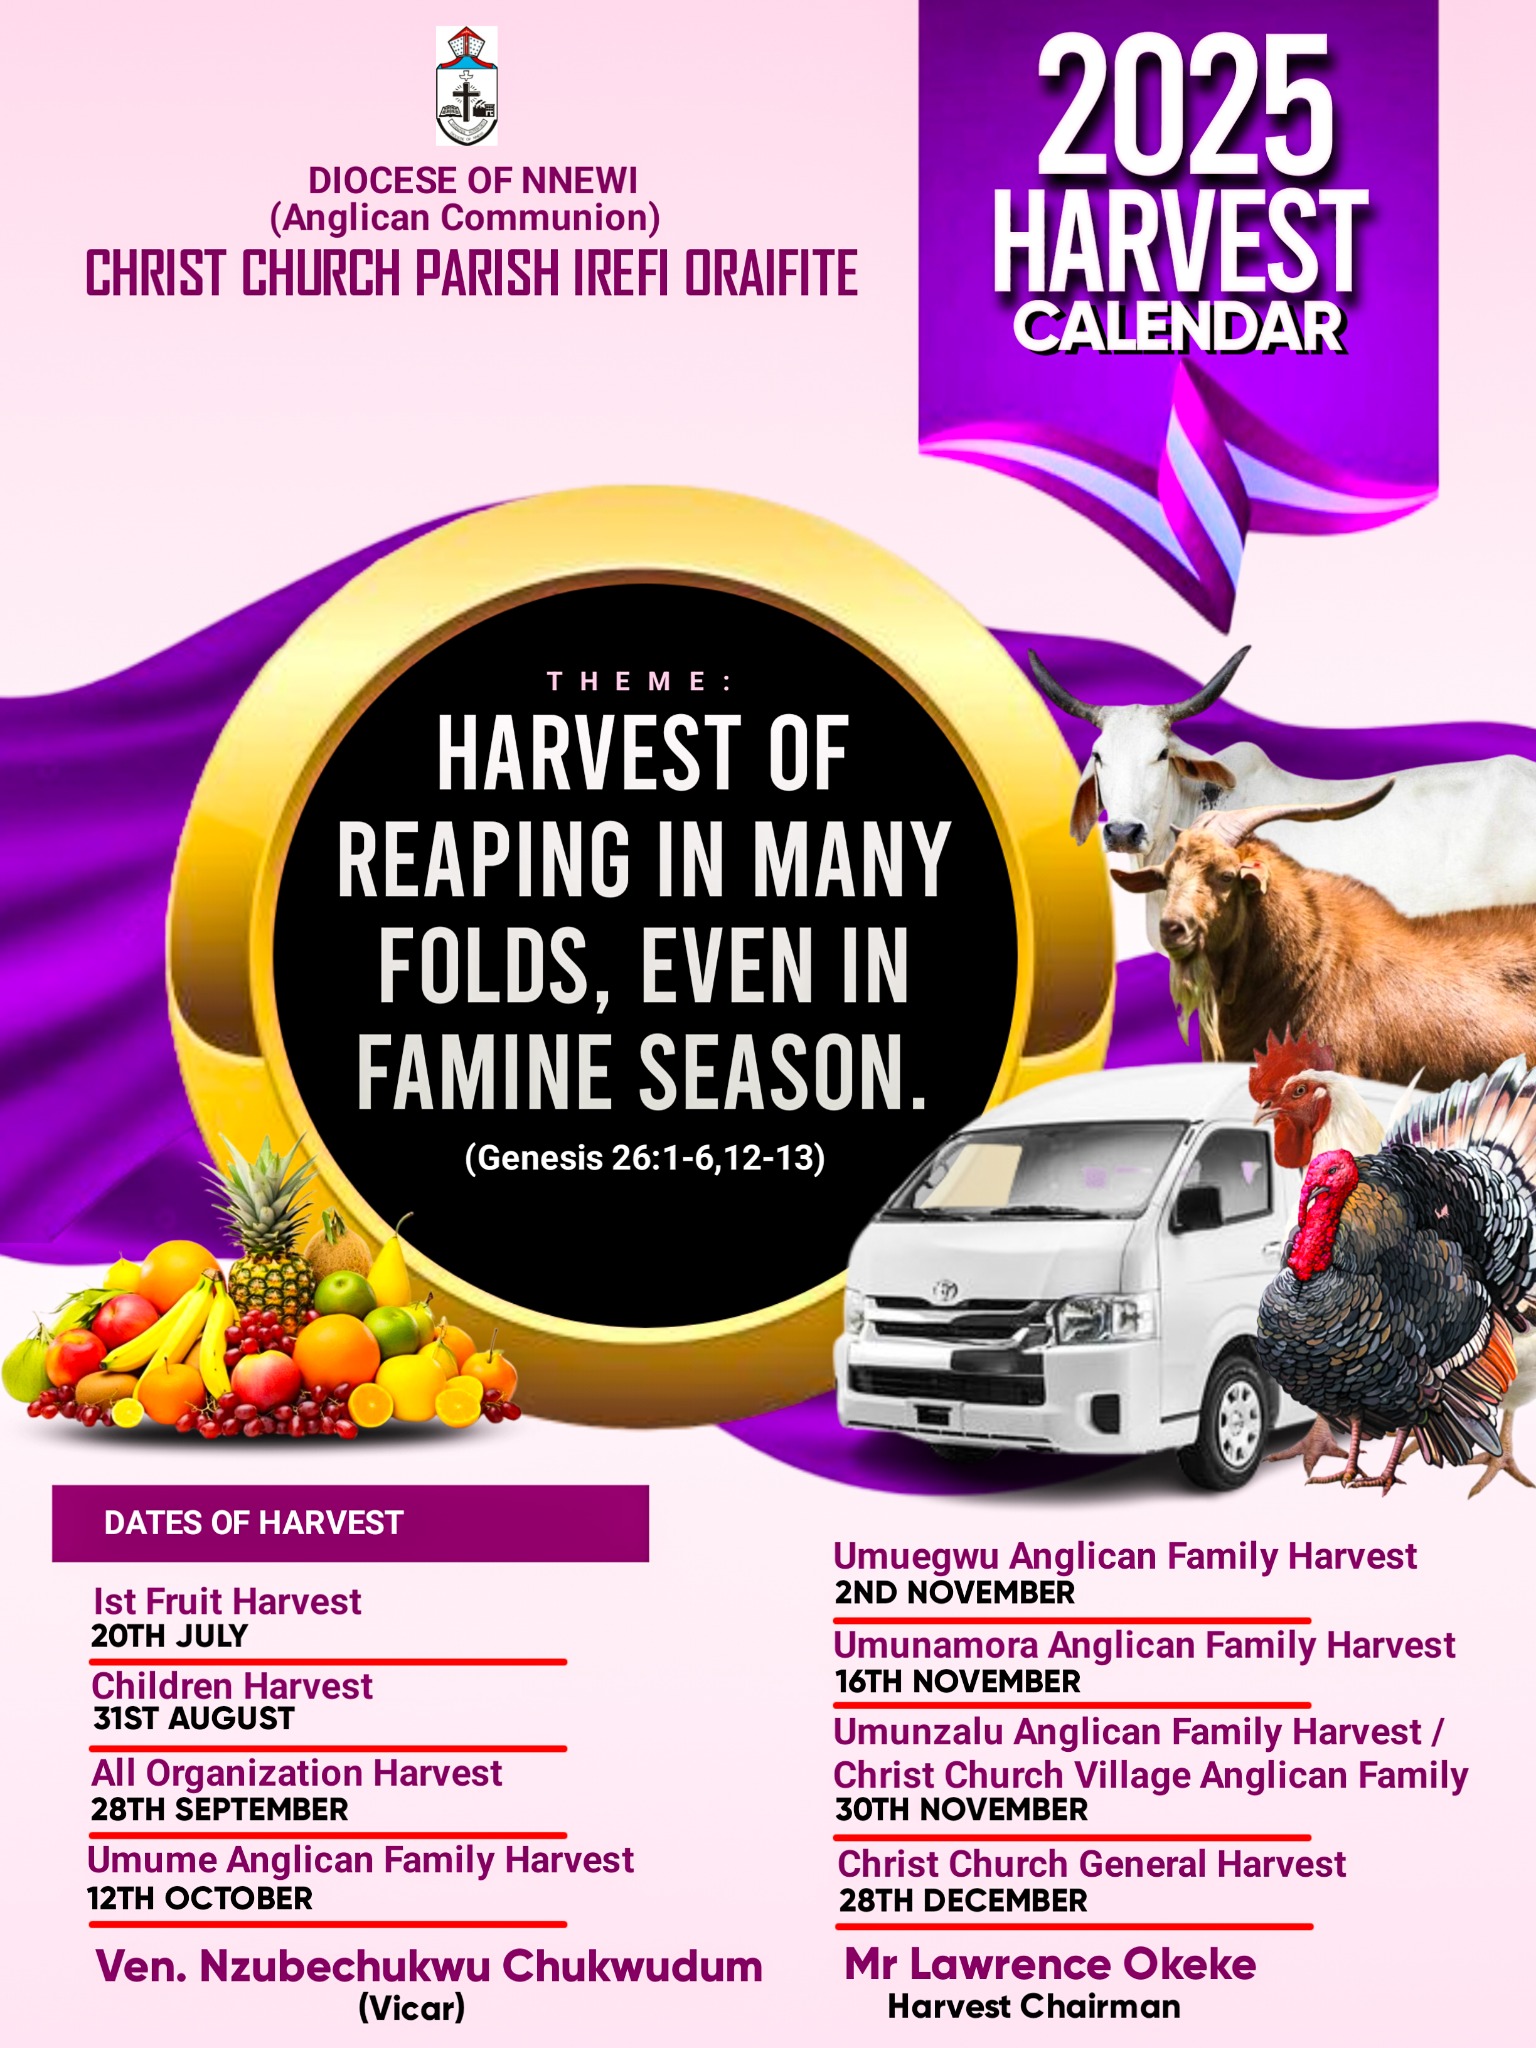 DIOCESE OF NNEWI
(Anglican Communion)
CHRIST CHURCH PARISH IREFI ORAIFITE
2025
HARVEST
CALENDAR
THEME:
HARVEST OF
REAPING IN MANY
FOLDS, EVEN IN
FAMINE SEASON.
(Genesis 26:1-6,12-13)
DATES OF HARVEST
Ist Fruit Harvest
20TH JULY
Children Harvest
31ST AUGUST
All Organization Harvest
28TH SEPTEMBER
Umume Anglican Family Harvest
12TH OCTOBER
Ven. Nzubechukwu Chukwudum
(Vicar)
Umuegwu Anglican Family Harvest
2ND NOVEMBER
Umunamora Anglican Family Harvest
16TH NOVEMBER
Umunzalu Anglican Family Harvest /
Christ Church Village Anglican Family
30TH NOVEMBER
Christ Church General Harvest
28TH DECEMBER
Mr Lawrence Okeke
Harvest Chairman